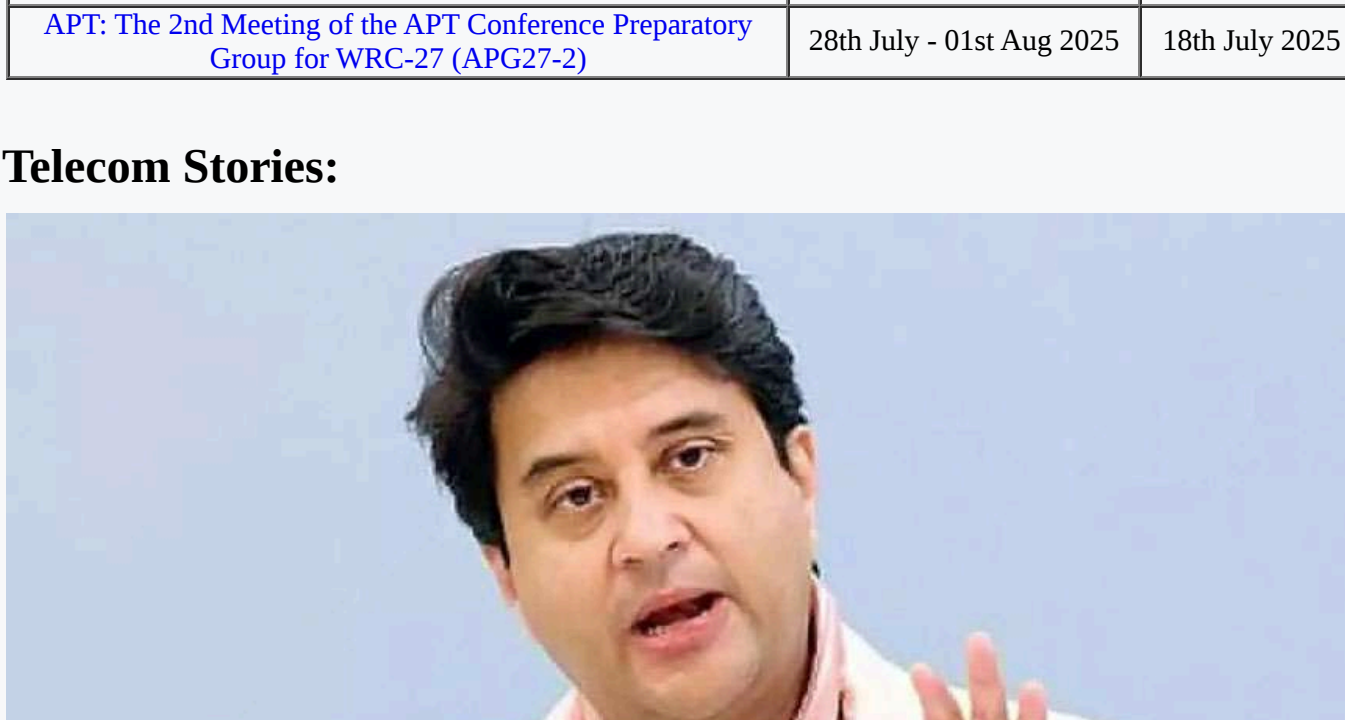 APT: The 2nd Meeting of the APT Conference Preparatory
Group for WRC-27 (APG27-2)
28th July - 01st Aug 2025
18th July 2025
Telecom Stories: